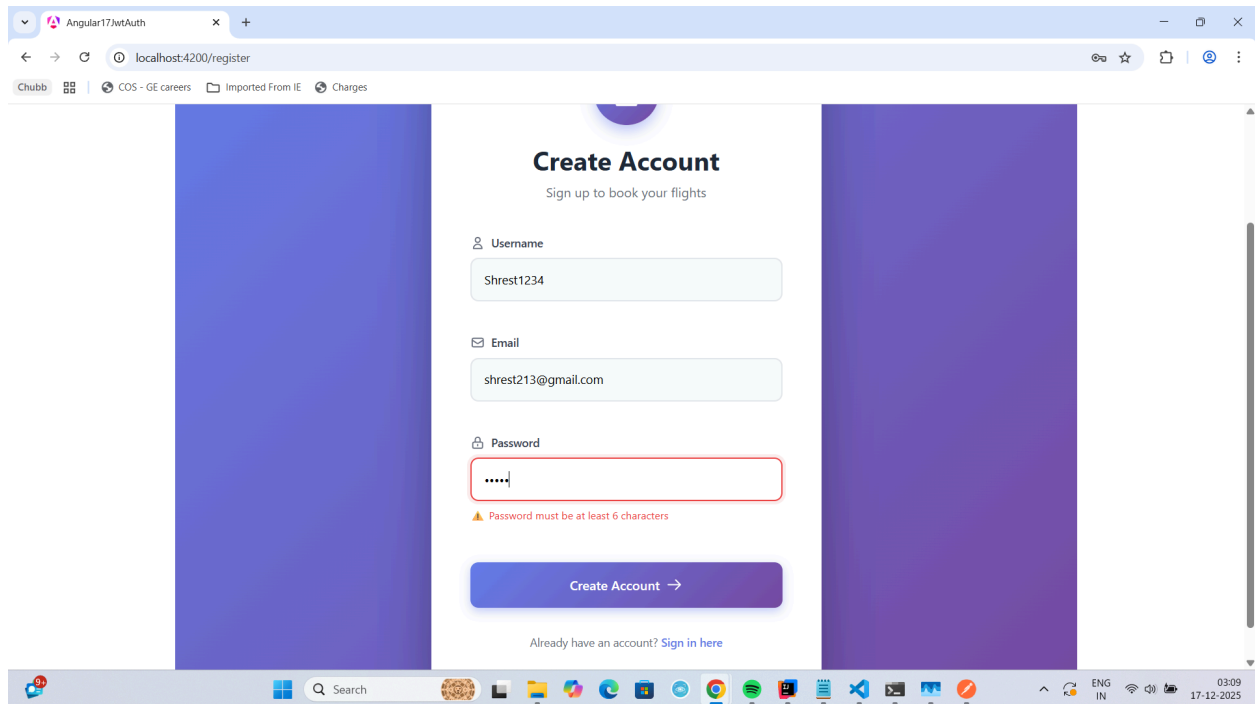 Angular17JwtAuth
localhost:4200/register
Chubb COS - GE careers Imported From IE Charges
Create Account
Sign up to book your flights
Username
Shrest1234
Email
shrest213@gmail.com
Password
•••••
Password must be at least 6 characters
Create Account →
Already have an account? Sign in here
9+ Search ENG 03:09
IN 17-12-2025